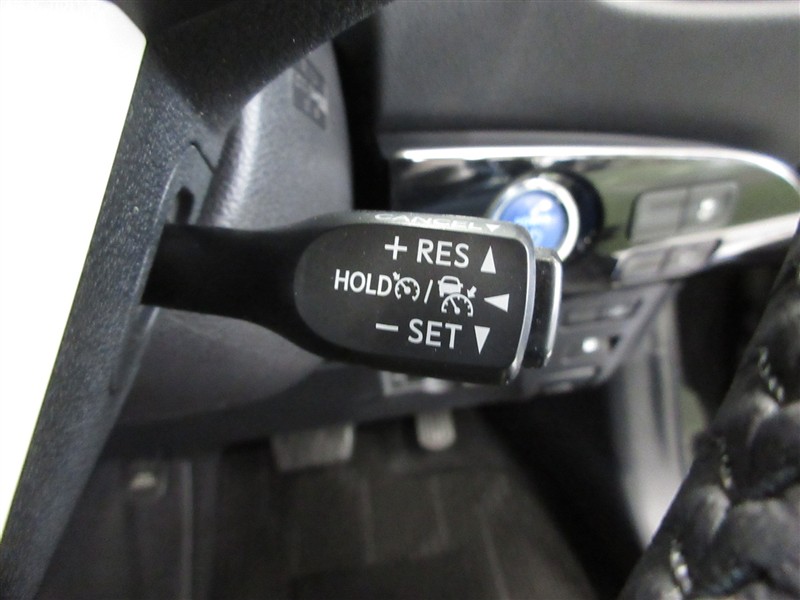 CANCEL
+ RES
HOLD /
− SET